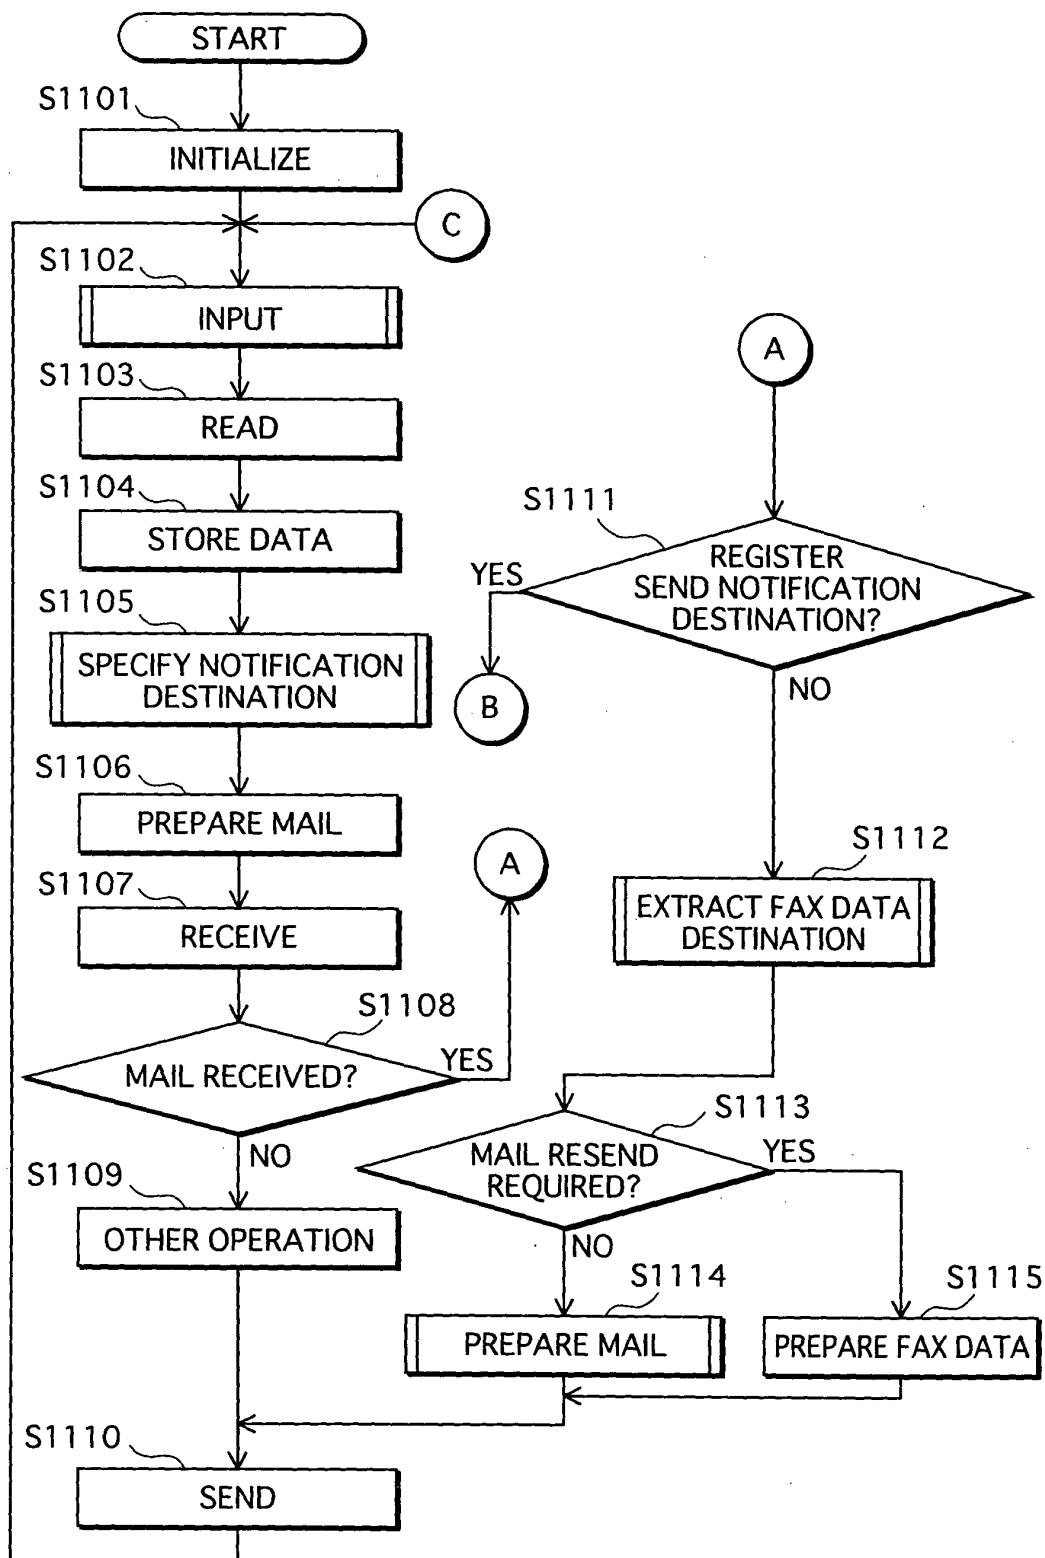 START
S1101
INITIALIZE
C
S1102
INPUT
S1103
READ
S1104
STORE DATA
S1105
SPECIFY NOTIFICATION
DESTINATION
S1106
PREPARE MAIL
S1107
RECEIVE
S1108
MAIL RECEIVED?
YES
A
NO
S1109
OTHER OPERATION
S1110
SEND
A
S1111
REGISTER
SEND NOTIFICATION
DESTINATION?
YES
B
NO
S1112
EXTRACT FAX DATA
DESTINATION
S1113
MAIL RESEND
REQUIRED?
YES
NO
S1114
PREPARE MAIL
S1115
PREPARE FAX DATA